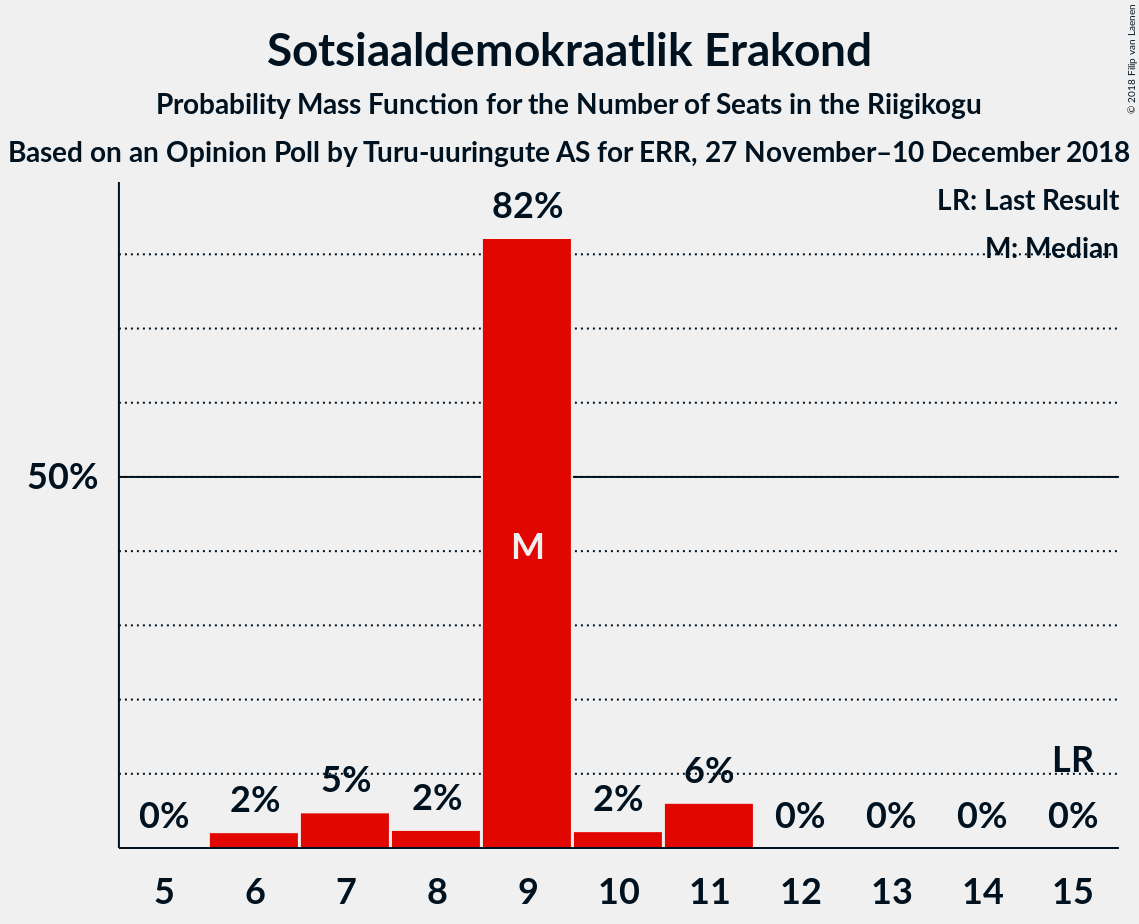 Sotsiaaldemokraatlik Erakond
Probability Mass Function for the Number of Seats in the Riigikogu
Based on an Opinion Poll by Turu-uuringute AS for ERR, 27 November–10 December 2018
© 2018 Filip van Laenen
LR: Last Result
M: Median
82%
50%
M
LR
0% 2% 5% 2% 2% 6% 0% 0% 0% 0%
5 6 7 8 9 10 11 12 13 14 15